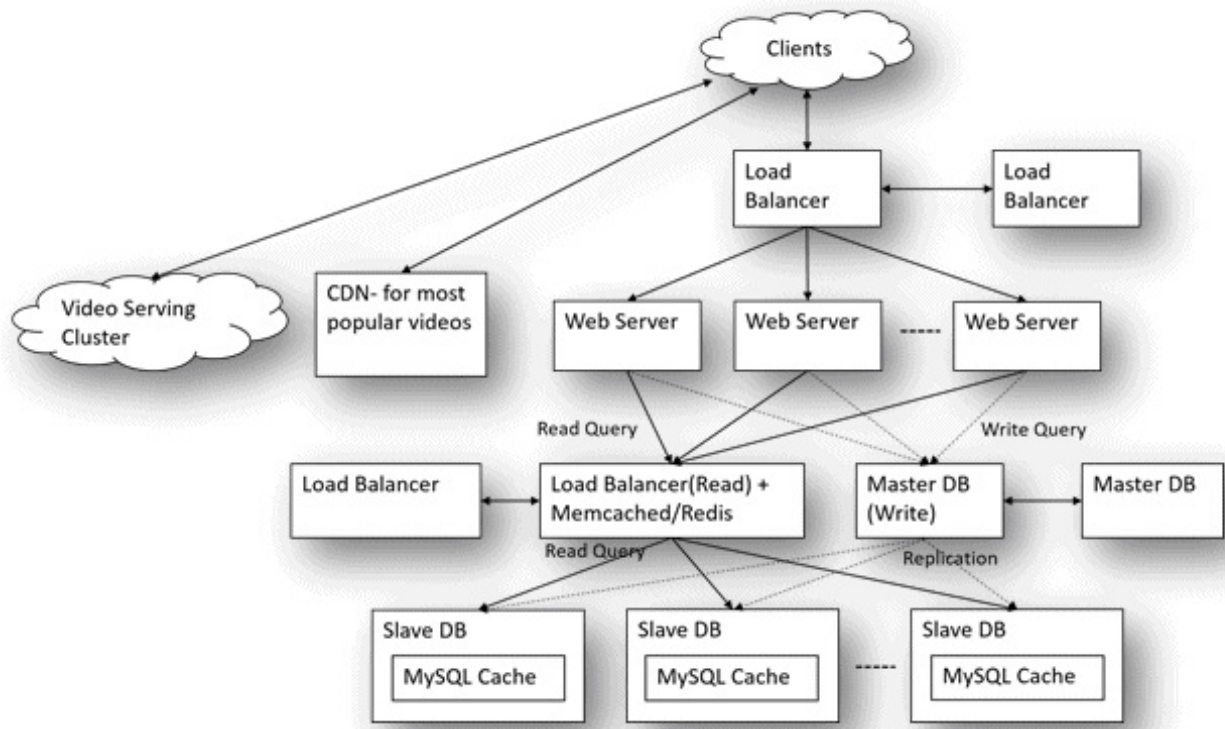 Clients
Load
Balancer
Load
Balancer
Video Serving
Cluster
CDN- for most
popular videos
Web Server
Web Server
Web Server
Read Query
Write Query
Load Balancer
Load Balancer(Read) +
Memcached/Redis
Master DB
(Write)
Master DB
Read Query
Replication
Slave DB
MySQL Cache
Slave DB
MySQL Cache
Slave DB
MySQL Cache